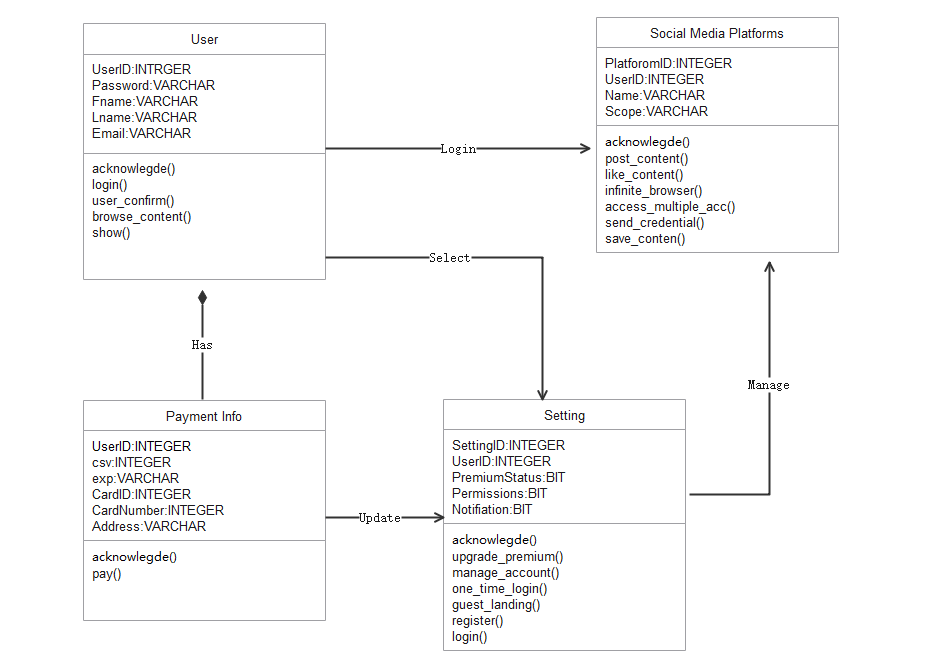 User
UserID:INTRGER
Password:VARCHAR
Fname:VARCHAR
Lname:VARCHAR
Email:VARCHAR
acknowlegde()
login()
user_confirm()
browse_content()
show()
Login
Social Media Platforms
PlatforomID:INTEGER
UserID:INTEGER
Name:VARCHAR
Scope:VARCHAR
acknowlegde()
post_content()
like_content()
infinite_browser()
access_multiple_acc()
send_credential()
save_conten()
Select
Has
Manage
Payment Info
UserID:INTEGER
csv:INTEGER
exp:VARCHAR
CardID:INTEGER
CardNumber:INTEGER
Address:VARCHAR
acknowlegde()
pay()
Update
Setting
SettingID:INTEGER
UserID:INTEGER
PremiumStatus:BIT
Permissions:BIT
Notifiation:BIT
acknowlegde()
upgrade_premium()
manage_account()
one_time_login()
guest_landing()
register()
login()